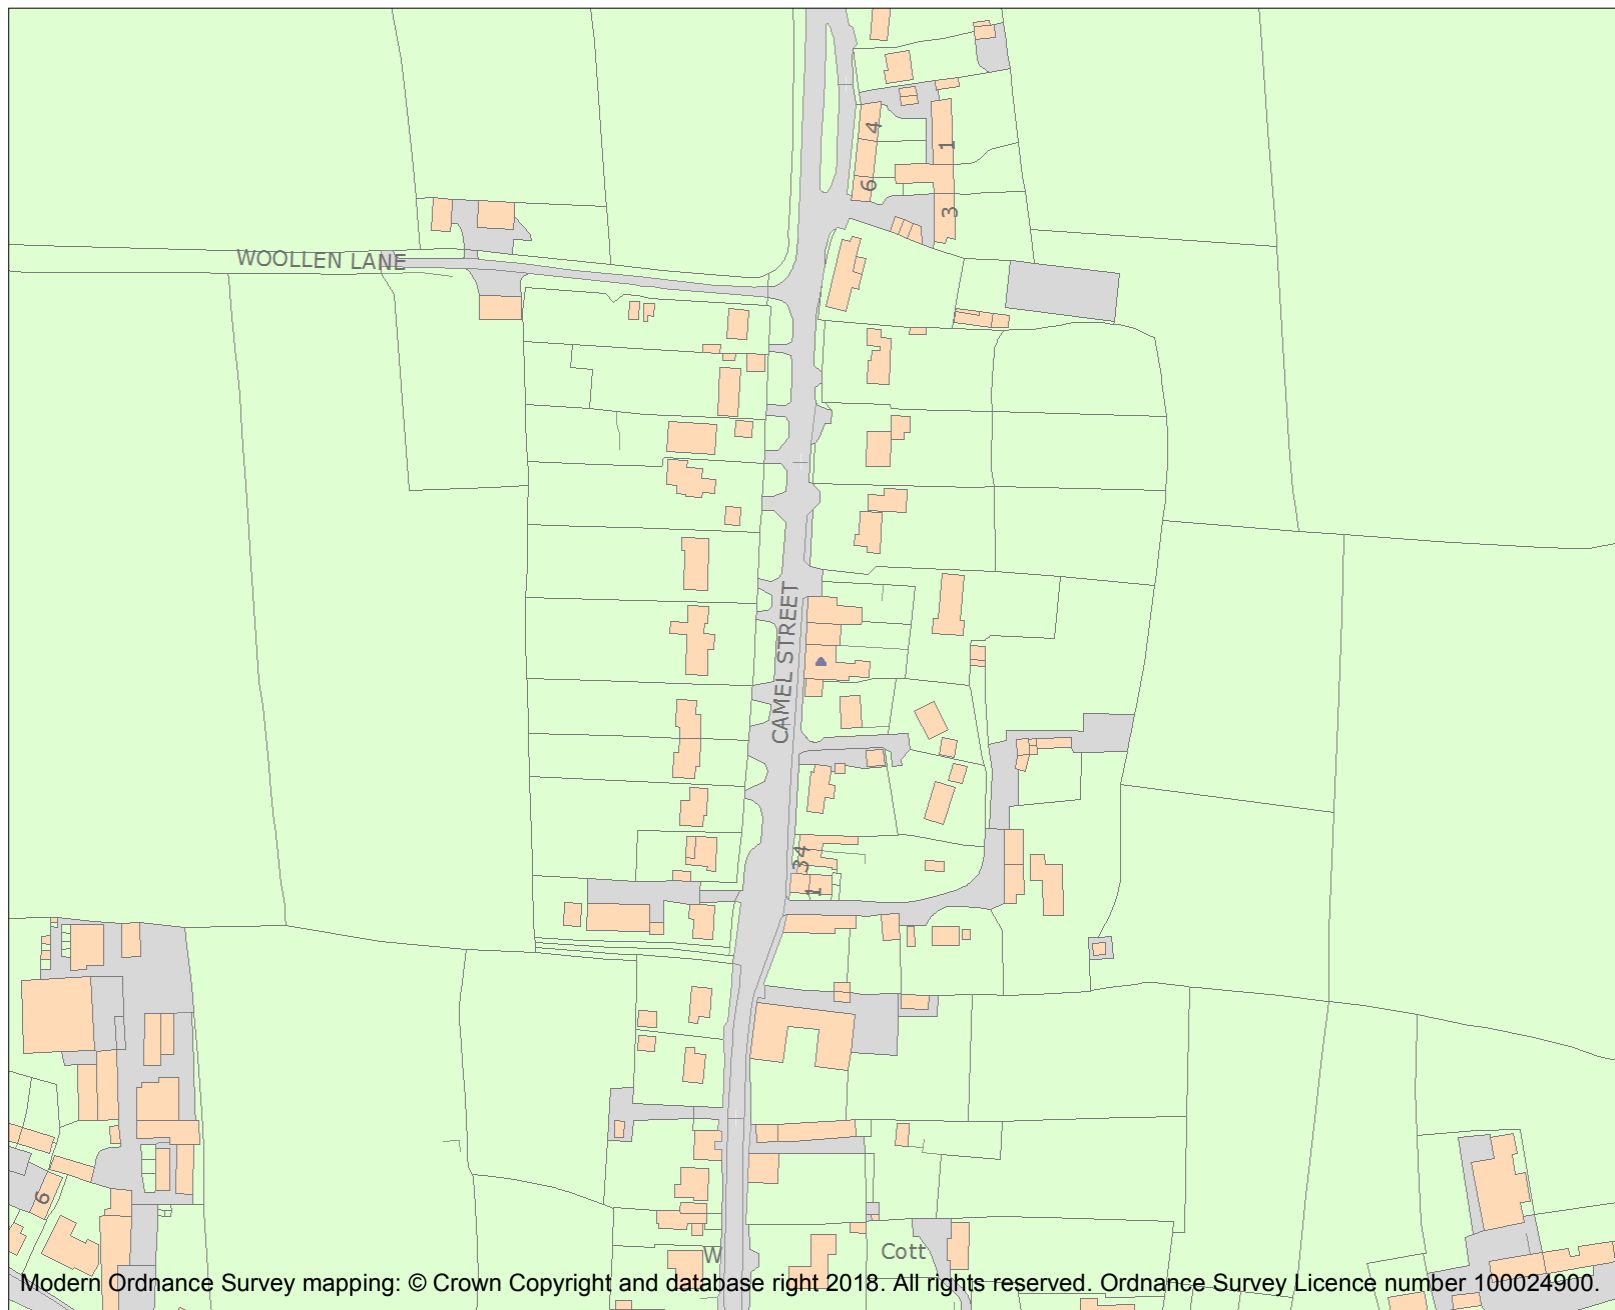 4
1
6
3
WOOLLEN LANE
CAMEL STREET
34
1
6
W
Cott
Modern Ordnance Survey mapping: © Crown Copyright and database right 2018. All rights reserved. Ordnance Survey Licence number 100024900.